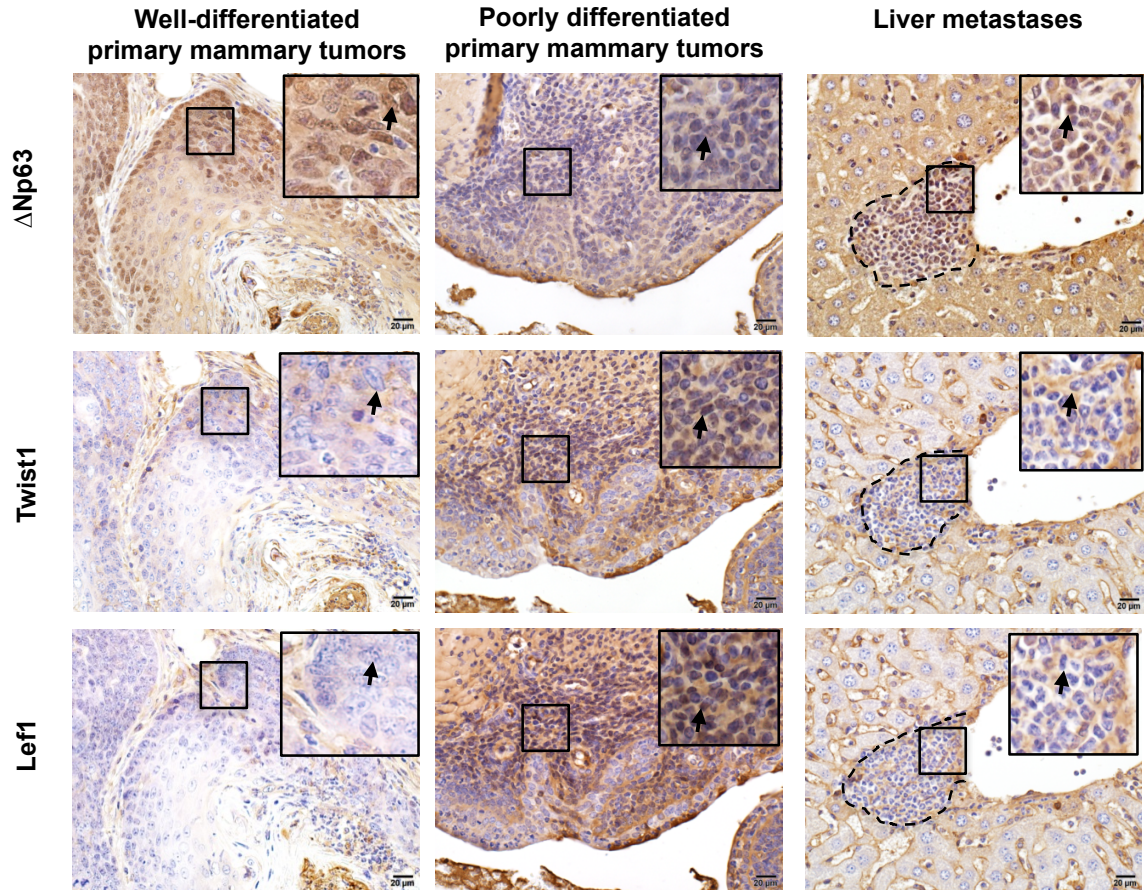 Well-differentiated
primary mammary tumors
Poorly differentiated
primary mammary tumors
Liver metastases
ΔNp63
20 µm
20 µm
20 µm
Twist1
20 µm
20 µm
20 µm
Lef1
20 µm
20 µm
20 µm